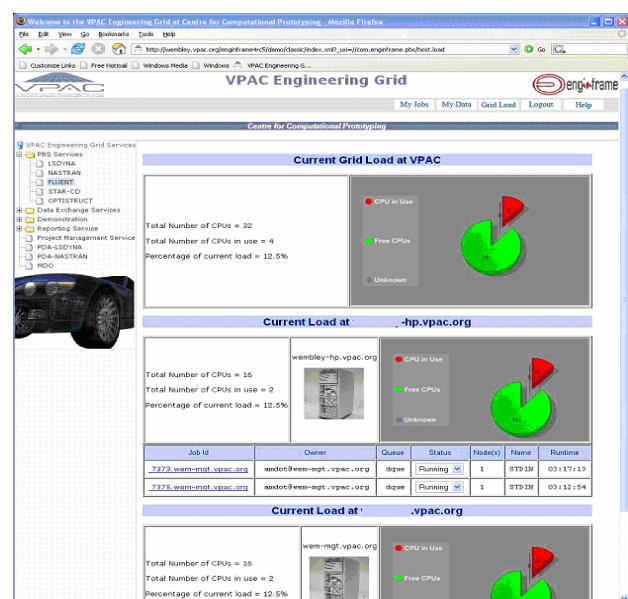 Welcome to the VPAC Engineering Grid at Centre for Computational Prototyping - Mozilla Firefox
File Edit View Go Bookmarks Tools Help
http://wembley.vpac.org/enginframe4rc5/demo/classic/index.xml?_uri=//com.enginframe.pbs/host.load Go
Customize Links Free Hotmail Windows Media Windows VPAC Engineering G...
VPAC
VPAC Engineering Grid
enginframe
My Jobs My Data Grid Load Logout Help
Centre for Computational Prototyping
VPAC Engineering Grid Services
PBS Services
LSDYNA
NASTRAN
FLUENT
STAR-CD
OPTISTRUCT
Data Exchange Services
Demonstration
Reporting Service
Project Management Service
PDA-LSDYNA
PDA-NASTRAN
MDO
Current Grid Load at VPAC
Total Number of CPUs = 32
Total Number of CPUs in use = 4
Percentage of current load = 12.5%
CPU in Use
Free CPUs
Unknown
Current Load at -hp.vpac.org
Total Number of CPUs = 16
Total Number of CPUs in use = 2
Percentage of current load = 12.5%
wembley-hp.vpac.org
CPU in Use
Free CPUs
Unknown
Job Id Owner Queue Status Node(s) Name Runtime
7373.wem-mgt.vpac.org amdot@wem-mgt.vpac.org dque Running 1 STDIN 03:17:13
7375.wem-mgt.vpac.org amdot@wem-mgt.vpac.org dque Running 1 STDIN 03:12:54
Current Load at .vpac.org
Total Number of CPUs = 16
Total Number of CPUs in use = 2
Percentage of current load = 12.5%
wem-mgt.vpac.org
CPU in Use
Free CPUs